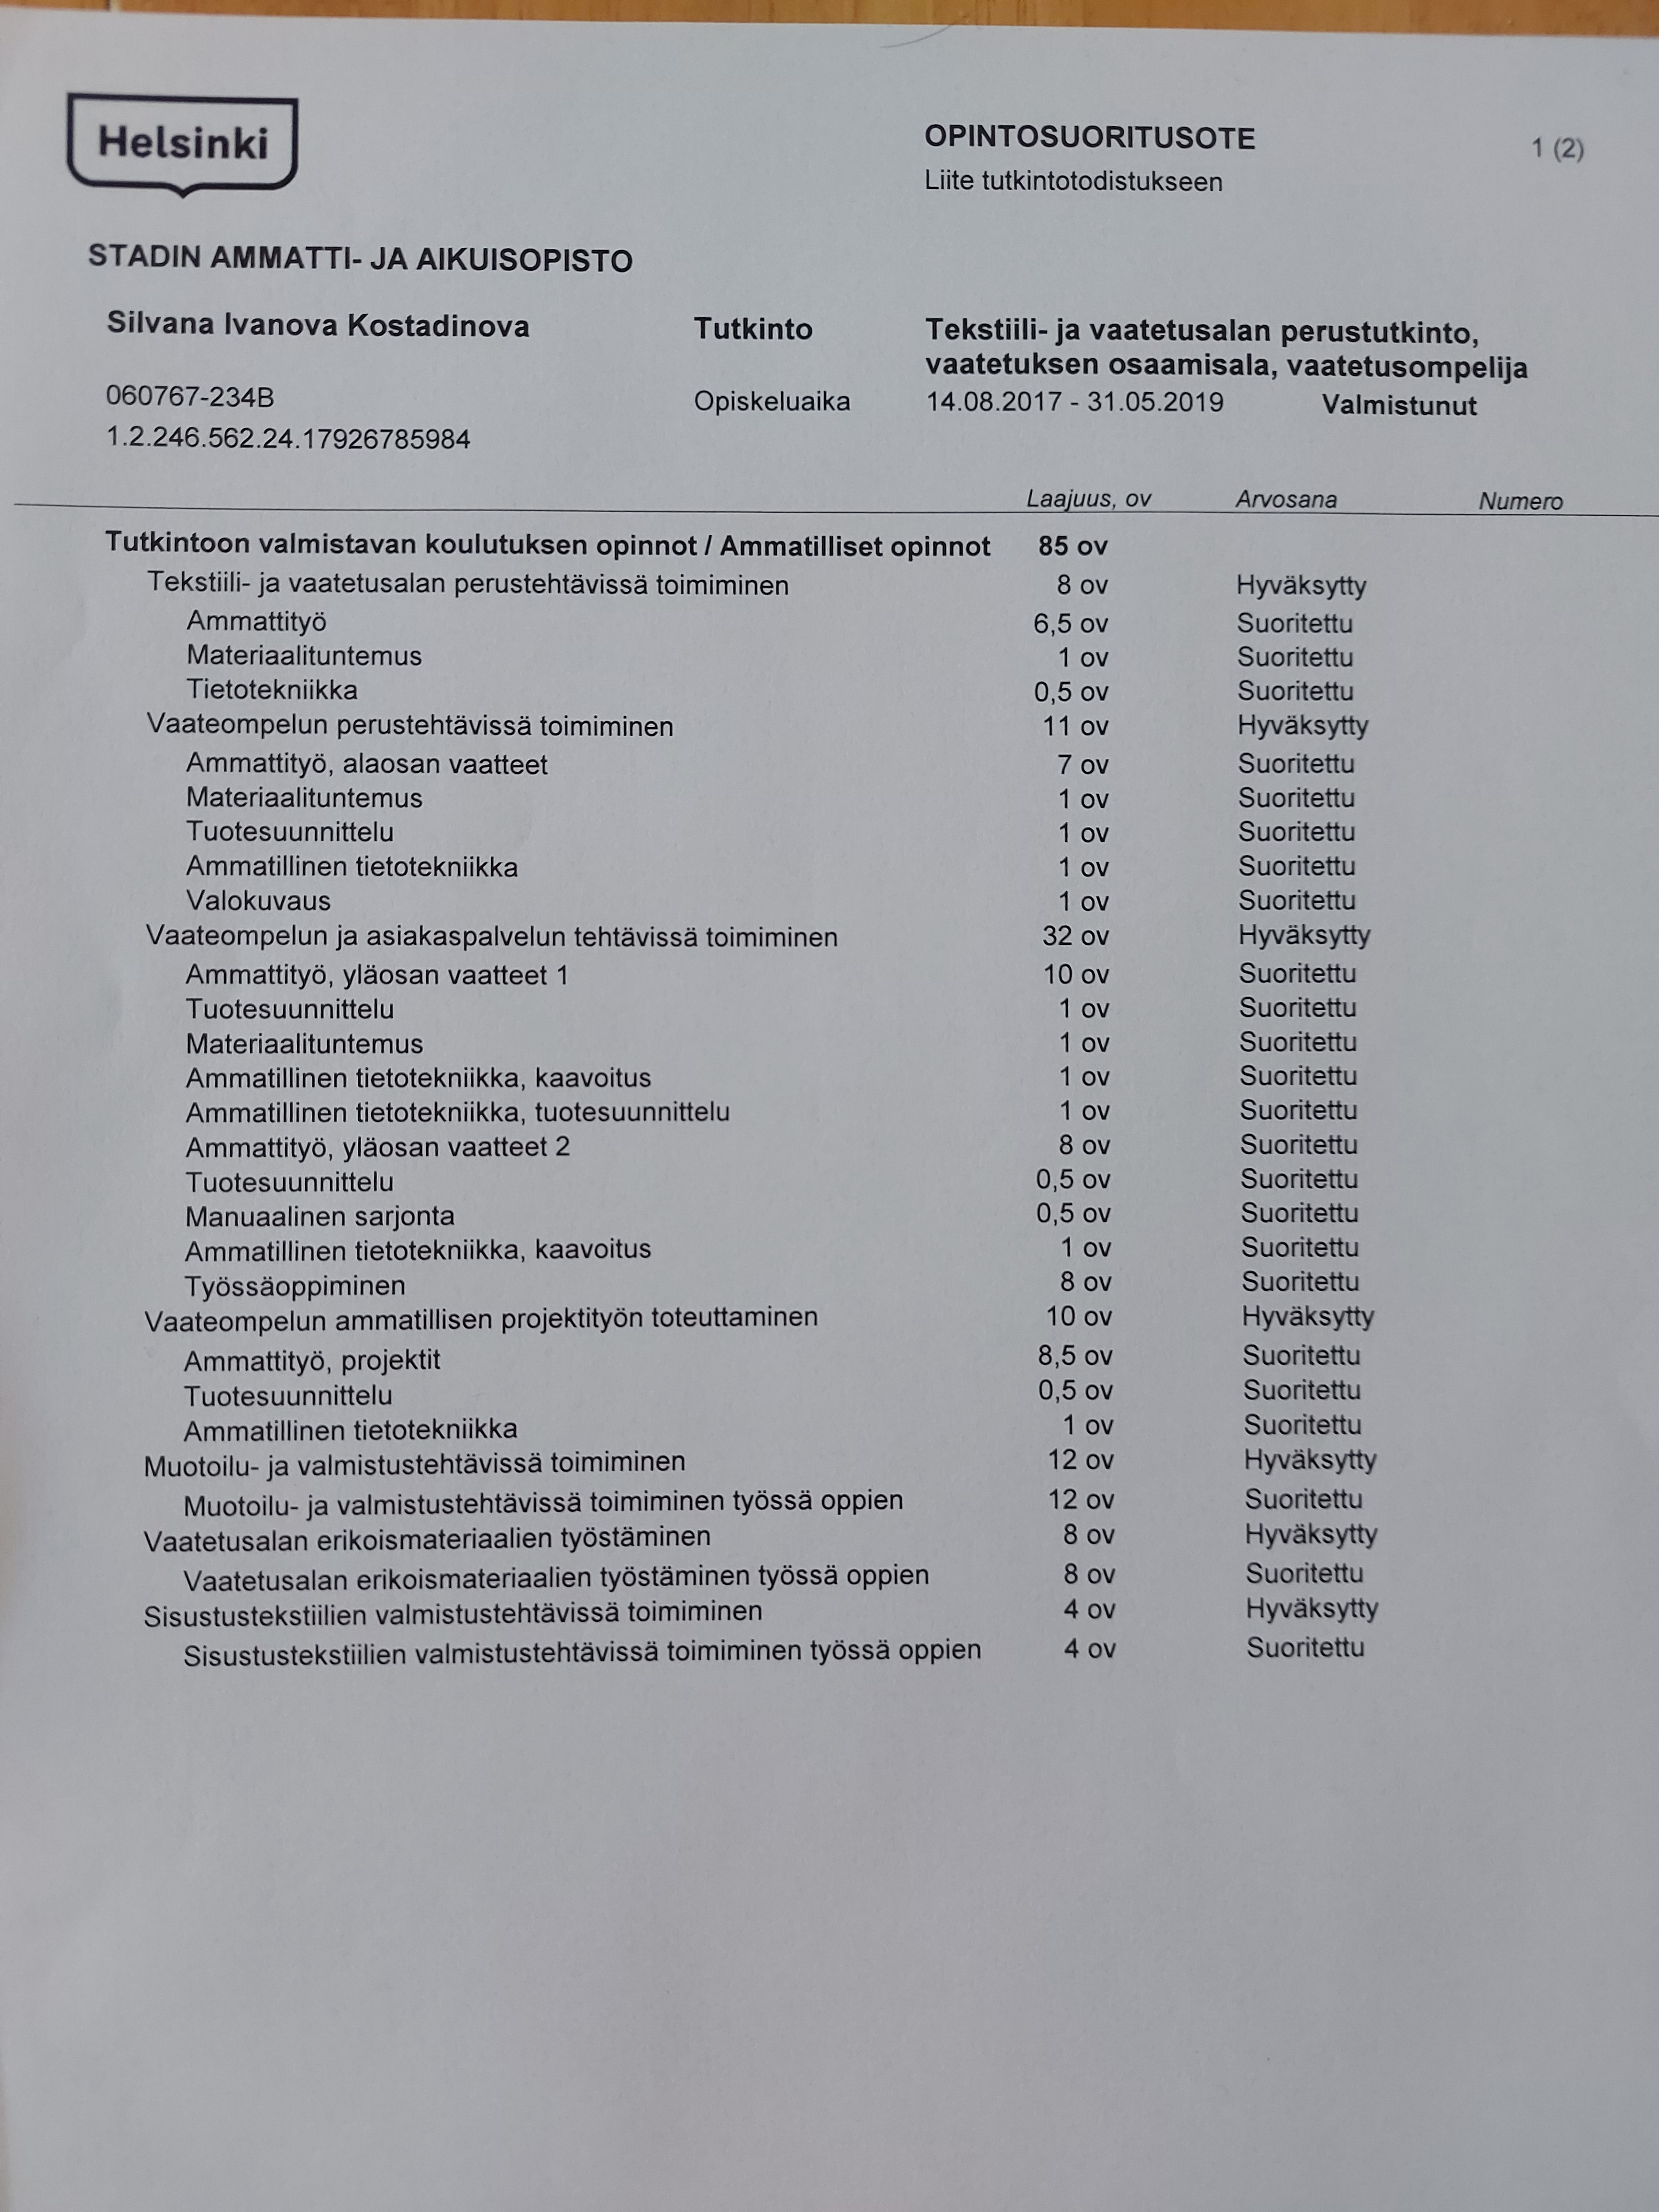 Helsinki
OPINTOSUORITUSOTE 1 (2)
Liite tutkintotodistukseen
STADIN AMMATTI- JA AIKUISOPISTO
Silvana Ivanova Kostadinova Tutkinto Tekstiili- ja vaatetusalan perustutkinto,
vaatetuksen osaamisala, vaatetusompelija
060767-234B Opiskeluaika 14.08.2017 - 31.05.2019 Valmistunut
1.2.246.562.24.17926785984
Laajuus, ov Arvosana Numero
Tutkintoon valmistavan koulutuksen opinnot / Ammatilliset opinnot 85 ov
Tekstiili- ja vaatetusalan perustehtävissä toimiminen 8 ov Hyväksytty
Ammattityö 6,5 ov Suoritettu
Materiaalituntemus 1 ov Suoritettu
Tietotekniikka 0,5 ov Suoritettu
Vaateompelun perustehtävissä toimiminen 11 ov Hyväksytty
Ammattityö, alaosan vaatteet 7 ov Suoritettu
Materiaalituntemus 1 ov Suoritettu
Tuotesuunnittelu 1 ov Suoritettu
Ammatillinen tietotekniikka 1 ov Suoritettu
Valokuvaus 1 ov Suoritettu
Vaateompelun ja asiakaspalvelun tehtävissä toimiminen 32 ov Hyväksytty
Ammattityö, yläosan vaatteet 1 10 ov Suoritettu
Tuotesuunnittelu 1 ov Suoritettu
Materiaalituntemus 1 ov Suoritettu
Ammatillinen tietotekniikka, kaavoitus 1 ov Suoritettu
Ammatillinen tietotekniikka, tuotesuunnittelu 1 ov Suoritettu
Ammattityö, yläosan vaatteet 2 8 ov Suoritettu
Tuotesuunnittelu 0,5 ov Suoritettu
Manuaalinen sarjonta 0,5 ov Suoritettu
Ammatillinen tietotekniikka, kaavoitus 1 ov Suoritettu
Työssäoppiminen 8 ov Suoritettu
Vaateompelun ammatillisen projektityön toteuttaminen 10 ov Hyväksytty
Ammattityö, projektit 8,5 ov Suoritettu
Tuotesuunnittelu 0,5 ov Suoritettu
Ammatillinen tietotekniikka 1 ov Suoritettu
Muotoilu- ja valmistustehtävissä toimiminen 12 ov Hyväksytty
Muotoilu- ja valmistustehtävissä toimiminen työssä oppien 12 ov Suoritettu
Vaatetusalan erikoismateriaalien työstäminen 8 ov Hyväksytty
Vaatetusalan erikoismateriaalien työstäminen työssä oppien 8 ov Suoritettu
Sisustustekstiilien valmistustehtävissä toimiminen 4 ov Hyväksytty
Sisustustekstiilien valmistustehtävissä toimiminen työssä oppien 4 ov Suoritettu